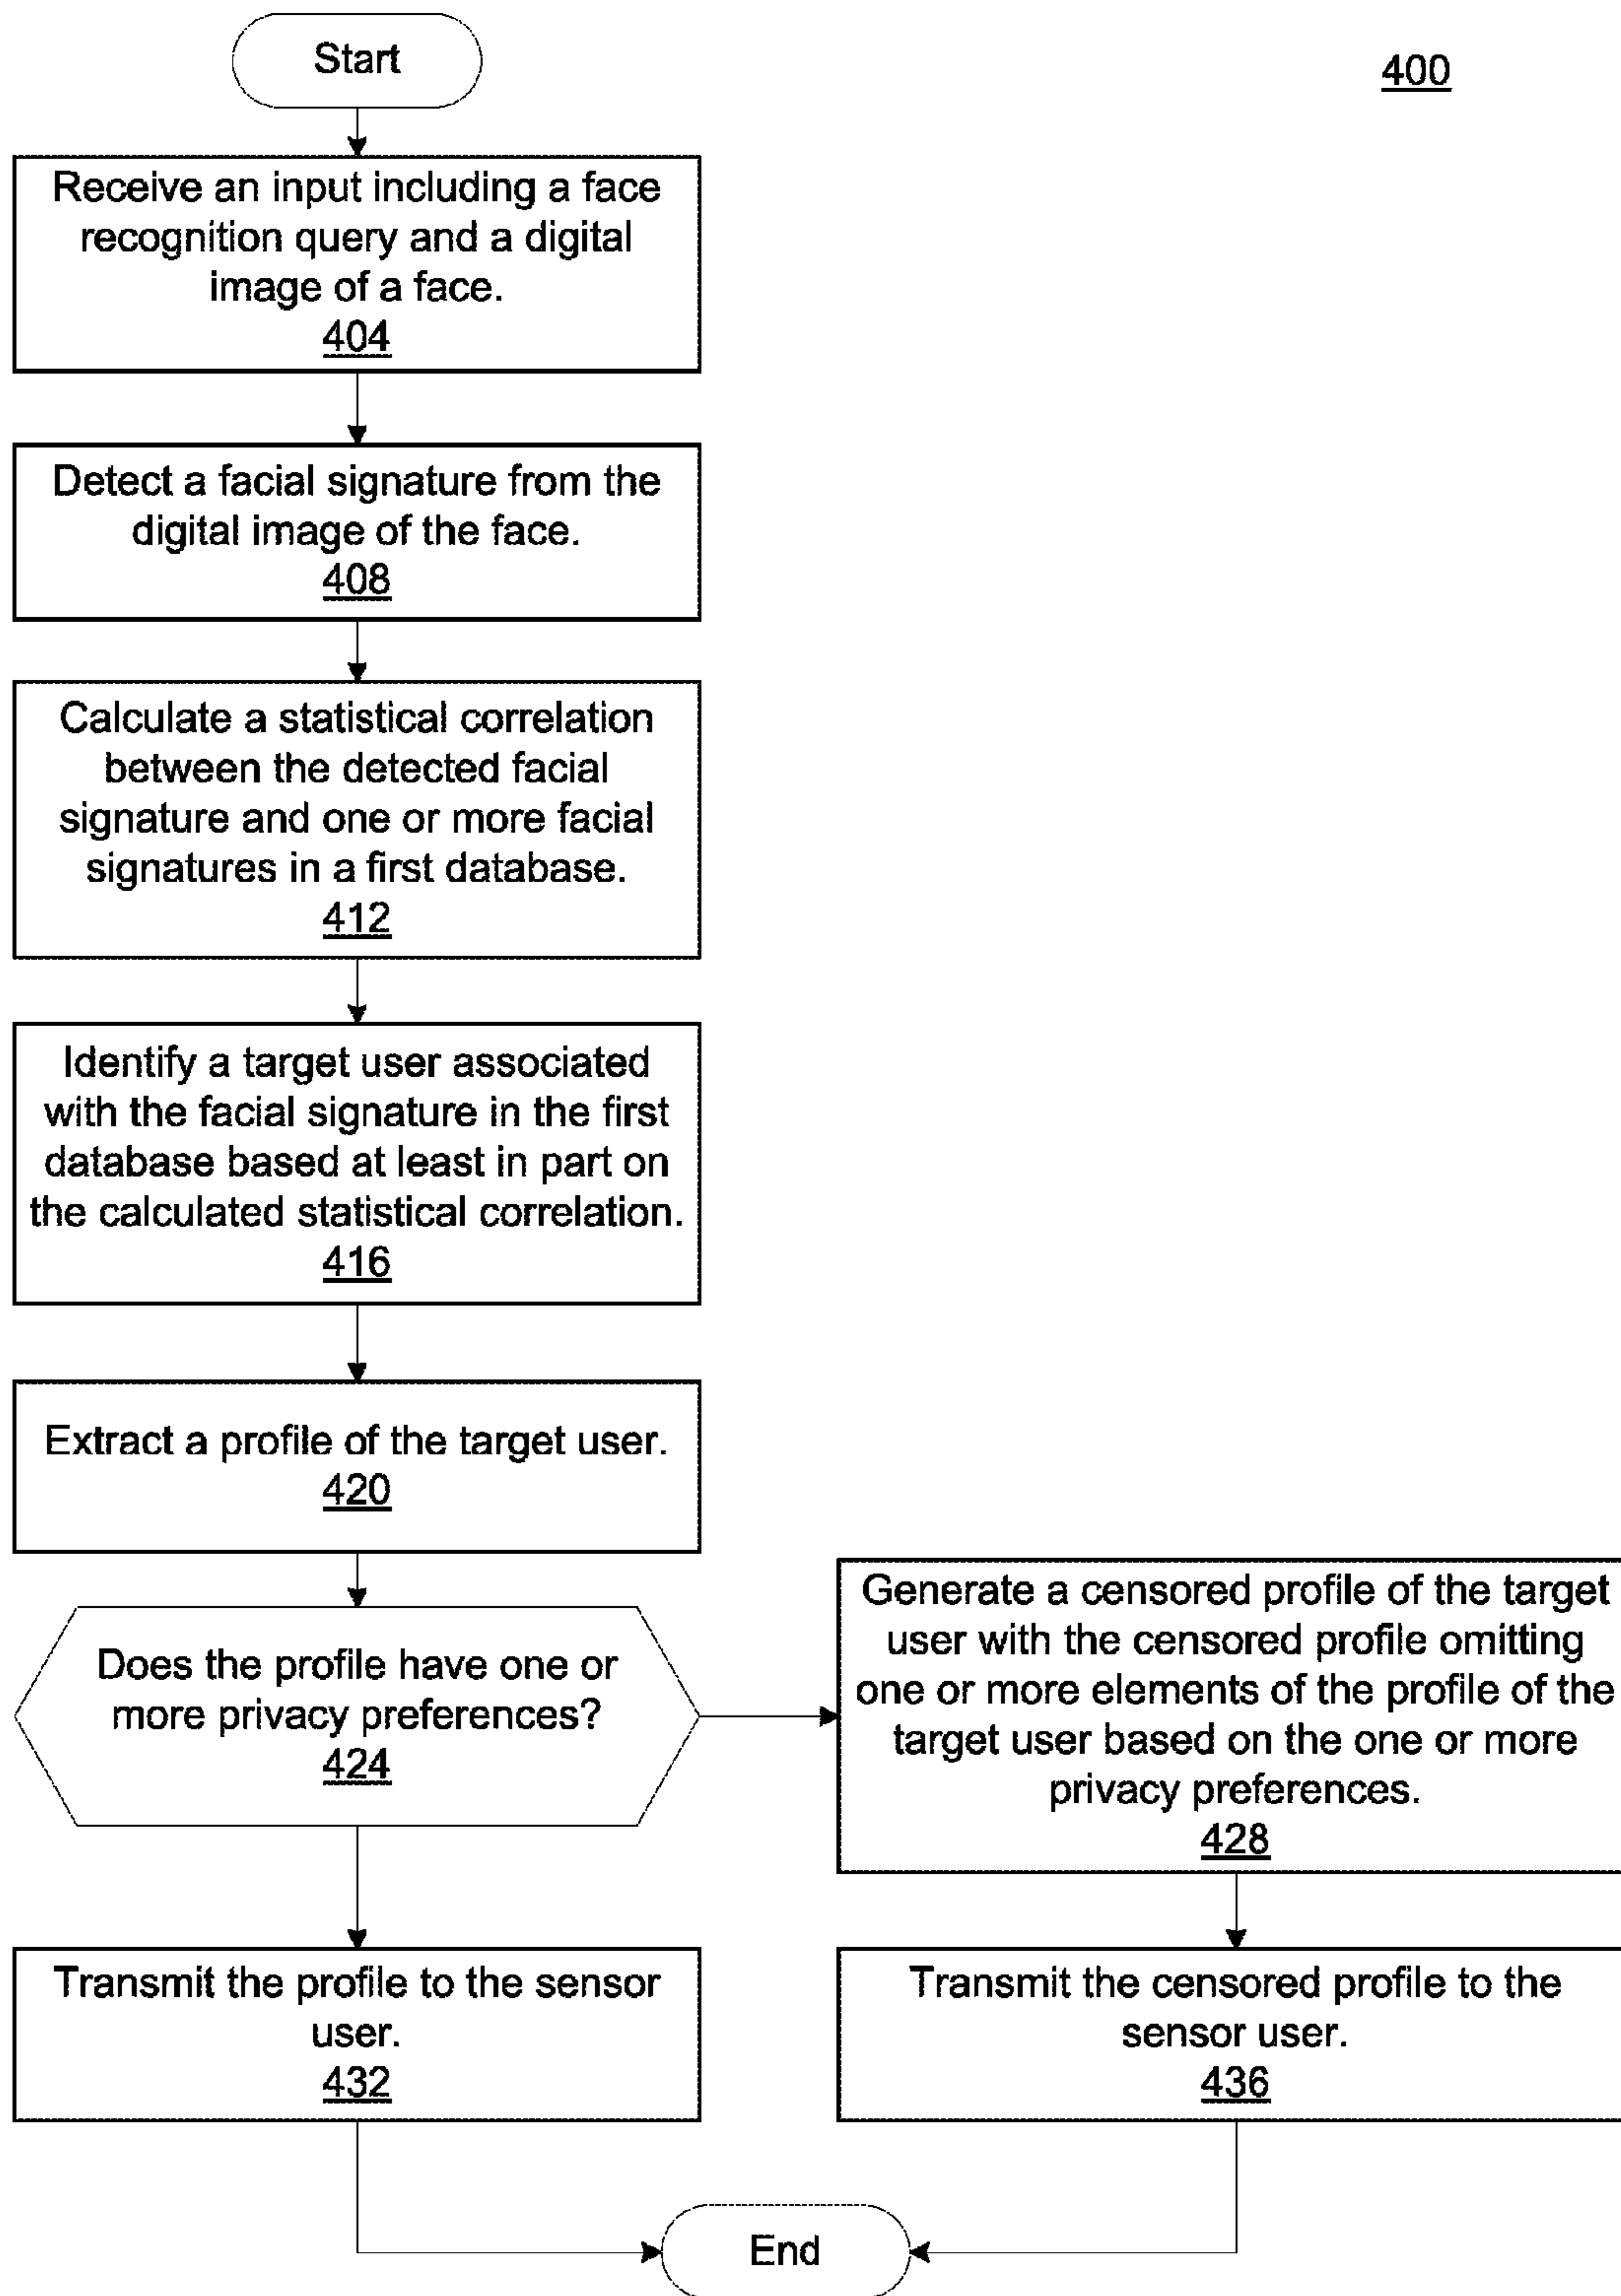 Start
400
Receive an input including a face
recognition query and a digital
image of a face.
404
Detect a facial signature from the
digital image of the face.
408
Calculate a statistical correlation
between the detected facial
signature and one or more facial
signatures in a first database.
412
Identify a target user associated
with the facial signature in the first
database based at least in part on
the calculated statistical correlation.
416
Extract a profile of the target user.
420
Does the profile have one or
more privacy preferences?
424
Generate a censored profile of the target
user with the censored profile omitting
one or more elements of the profile of the
target user based on the one or more
privacy preferences.
428
Transmit the profile to the sensor
user.
432
Transmit the censored profile to the
sensor user.
436
End